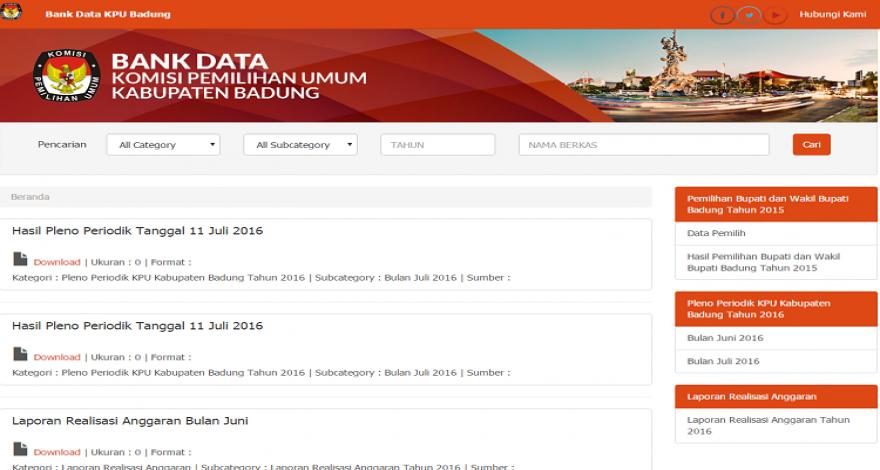 Bank Data KPU Badung
Hubungi Kami
KOMISI
PEMILIHAN UMUM
BANK DATA
KOMISI PEMILIHAN UMUM
KABUPATEN BADUNG
Pencarian
All Category
All Subcategory
TAHUN
NAMA BERKAS
Cari
Beranda
Hasil Pleno Periodik Tanggal 11 Juli 2016
Download | Ukuran : 0 | Format :
Kategori : Pleno Periodik KPU Kabupaten Badung Tahun 2016 | Subcategory : Bulan Juli 2016 | Sumber :
Hasil Pleno Periodik Tanggal 11 Juli 2016
Download | Ukuran : 0 | Format :
Kategori : Pleno Periodik KPU Kabupaten Badung Tahun 2016 | Subcategory : Bulan Juli 2016 | Sumber :
Laporan Realisasi Anggaran Bulan Juni
Download | Ukuran : 0 | Format :
Kategori : Laporan Realisasi Anggaran | Subcategory : Laporan Realisasi Anggaran Tahun 2016 | Sumber :
Pemilihan Bupati dan Wakil Bupati
Badung Tahun 2015
Data Pemilih
Hasil Pemilihan Bupati dan Wakil
Bupati Badung Tahun 2015
Pleno Periodik KPU Kabupaten
Badung Tahun 2016
Bulan Juni 2016
Bulan Juli 2016
Laporan Realisasi Anggaran
Laporan Realisasi Anggaran Tahun
2016